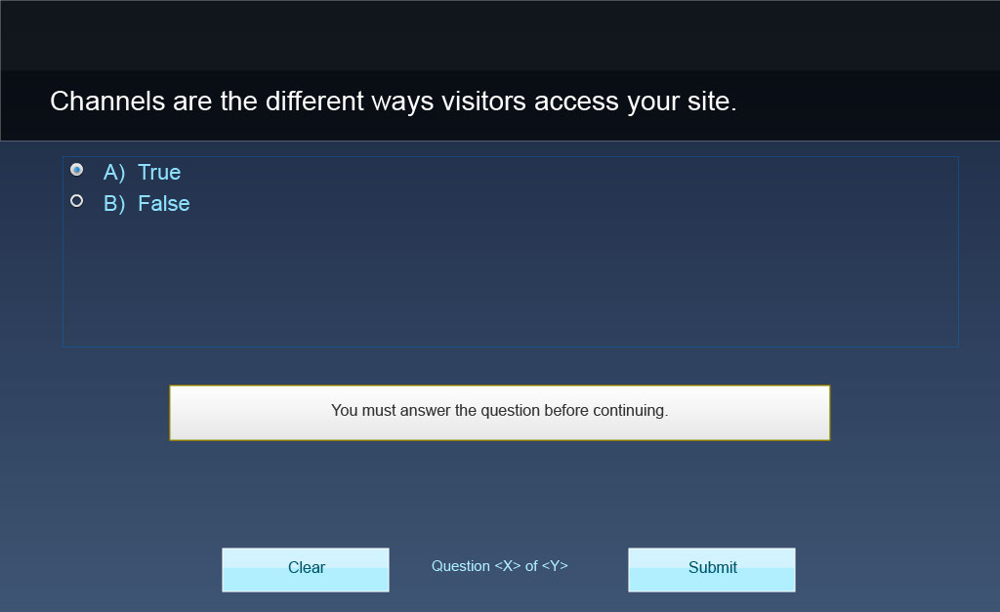 Channels are the different ways visitors access your site.
A) True
B) False
You must answer the question before continuing.
Clear
Question <X> of <Y>
Submit